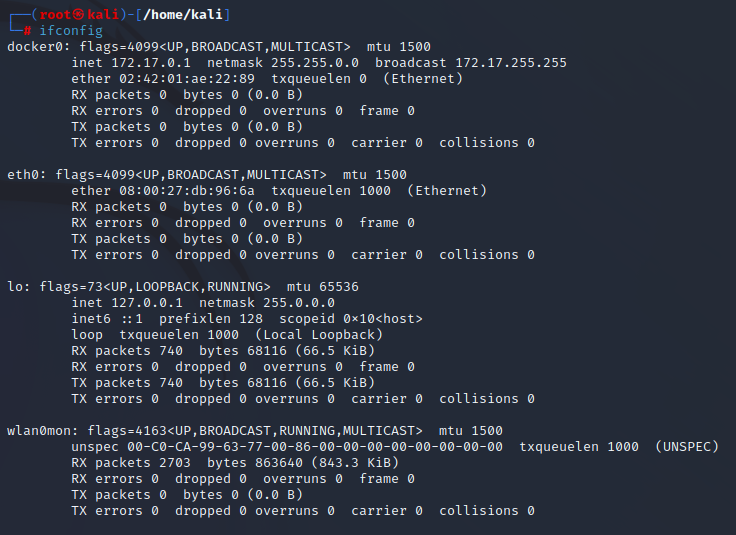 ┌──(root㉿kali)-[/home/kali]
└─# ifconfig
docker0: flags=4099<UP,BROADCAST,MULTICAST>  mtu 1500
        inet 172.17.0.1  netmask 255.255.0.0  broadcast 172.17.255.255
        ether 02:42:01:ae:22:89  txqueuelen 0  (Ethernet)
        RX packets 0  bytes 0 (0.0 B)
        RX errors 0  dropped 0  overruns 0  frame 0
        TX packets 0  bytes 0 (0.0 B)
        TX errors 0  dropped 0 overruns 0  carrier 0  collisions 0

eth0: flags=4099<UP,BROADCAST,MULTICAST>  mtu 1500
        ether 08:00:27:db:96:6a  txqueuelen 1000  (Ethernet)
        RX packets 0  bytes 0 (0.0 B)
        RX errors 0  dropped 0  overruns 0  frame 0
        TX packets 0  bytes 0 (0.0 B)
        TX errors 0  dropped 0 overruns 0  carrier 0  collisions 0

lo: flags=73<UP,LOOPBACK,RUNNING>  mtu 65536
        inet 127.0.0.1  netmask 255.0.0.0
        inet6 ::1  prefixlen 128  scopeid 0×10<host>
        loop  txqueuelen 1000  (Local Loopback)
        RX packets 740  bytes 68116 (66.5 KiB)
        RX errors 0  dropped 0  overruns 0  frame 0
        TX packets 740  bytes 68116 (66.5 KiB)
        TX errors 0  dropped 0 overruns 0  carrier 0  collisions 0

wlan0mon: flags=4163<UP,BROADCAST,RUNNING,MULTICAST>  mtu 1500
        unspec 00-C0-CA-99-63-77-00-86-00-00-00-00-00-00-00-00  txqueuelen 1000  (UNSPEC)
        RX packets 2703  bytes 863640 (843.3 KiB)
        RX errors 0  dropped 0  overruns 0  frame 0
        TX packets 0  bytes 0 (0.0 B)
        TX errors 0  dropped 0 overruns 0  carrier 0  collisions 0